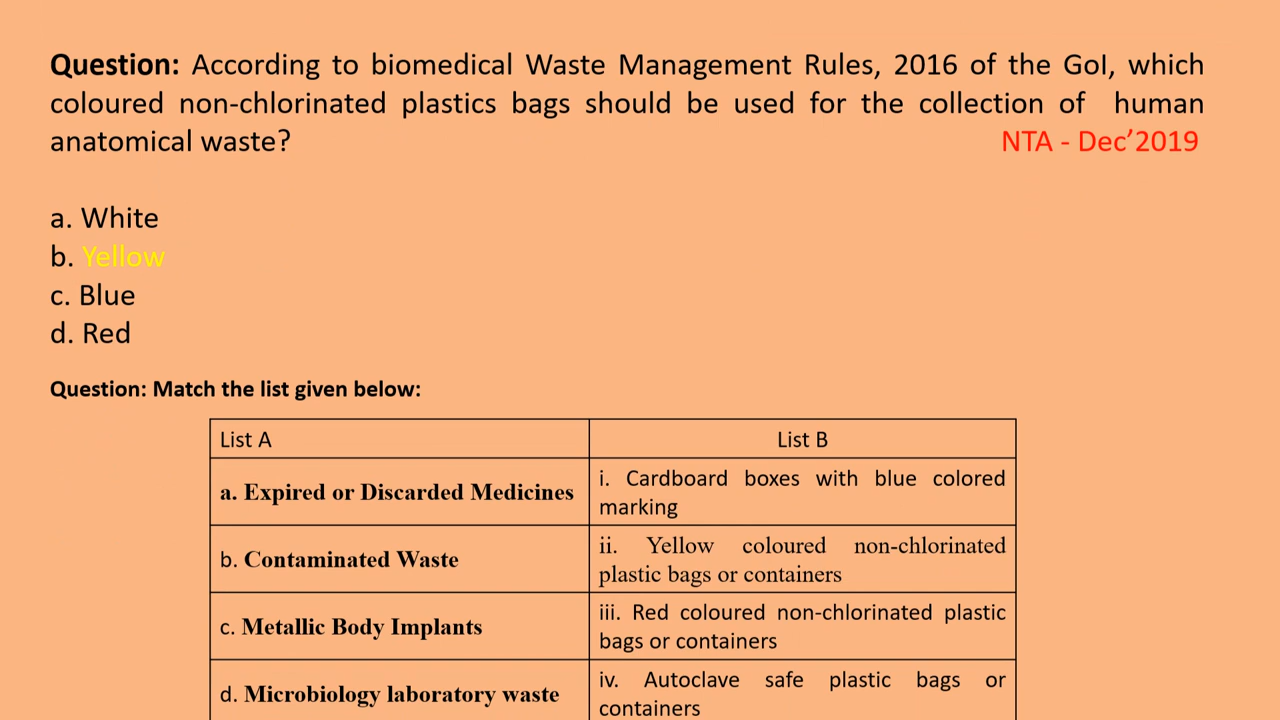 Question: According to biomedical Waste Management Rules, 2016 of the GoI, which
coloured non-chlorinated plastics bags should be used for the collection of human
anatomical waste? NTA - Dec’2019
a. White
b. Yellow
c. Blue
d. Red
Question: Match the list given below:
List A List B
a. Expired or Discarded Medicines
i. Cardboard boxes with blue colored
marking
b. Contaminated Waste
ii. Yellow coloured non-chlorinated
plastic bags or containers
c. Metallic Body Implants
iii. Red coloured non-chlorinated plastic
bags or containers
d. Microbiology laboratory waste
iv. Autoclave safe plastic bags or
containers